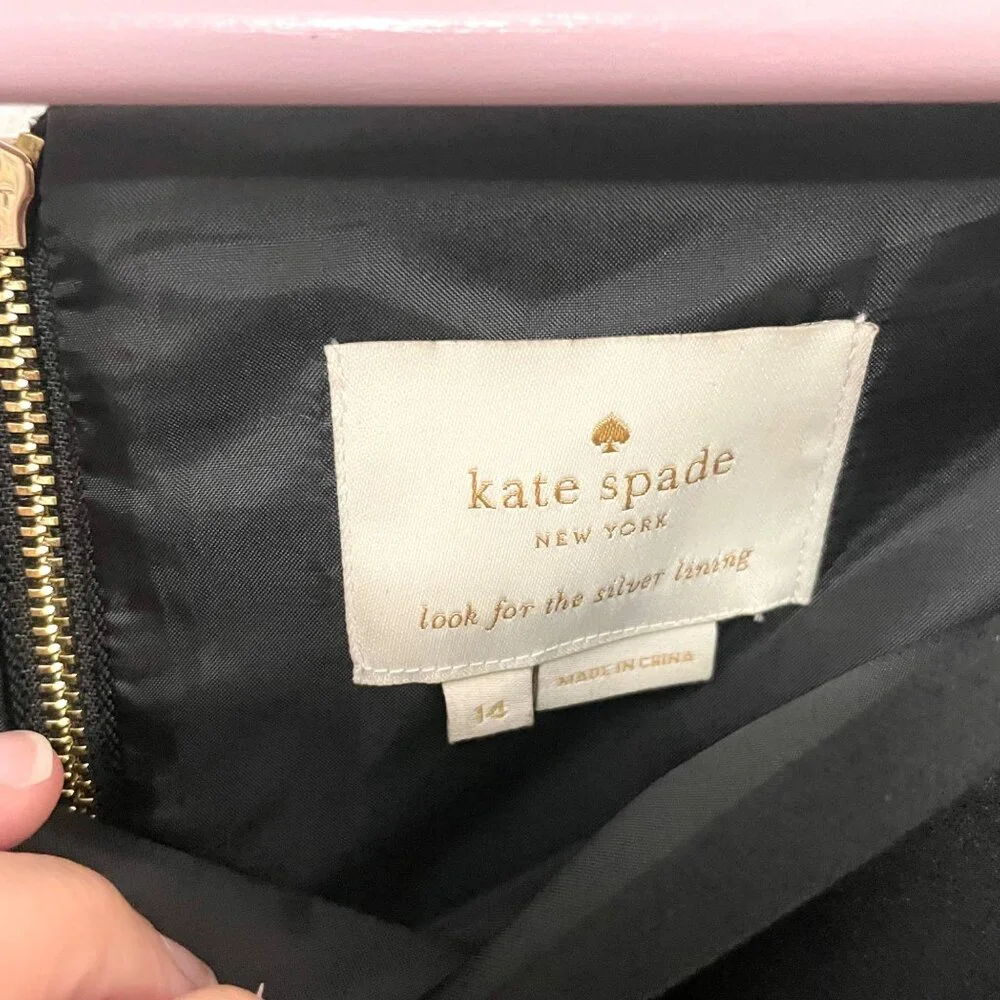 kate spade
NEW YORK
look for the silver lining
14
MADE IN CHINA